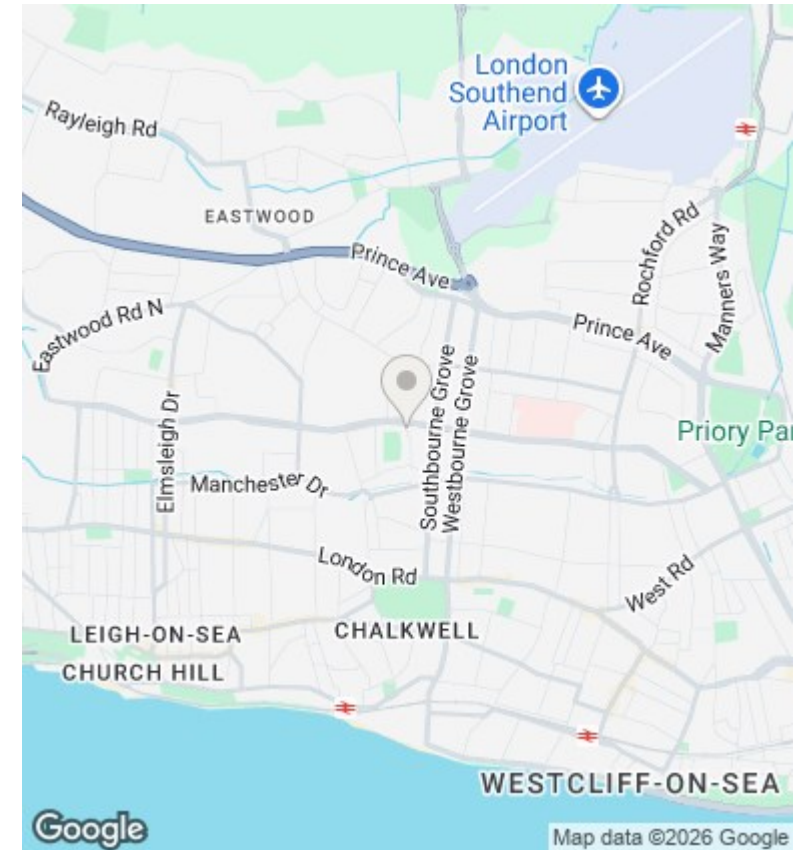 London
Southend
Airport
Rayleigh Rd
EASTWOOD
Prince Ave
Rochford Rd
Manners Way
Eastwood Rd N
Prince Ave
Elmsleigh Dr
Southbourne Grove
Westbourne Grove
Priory Par
Manchester Dr
London Rd
West Rd
LEIGH-ON-SEA
CHALKWELL
CHURCH HILL
WESTCLIFF-ON-SEA
Google
Map data ©2026 Google